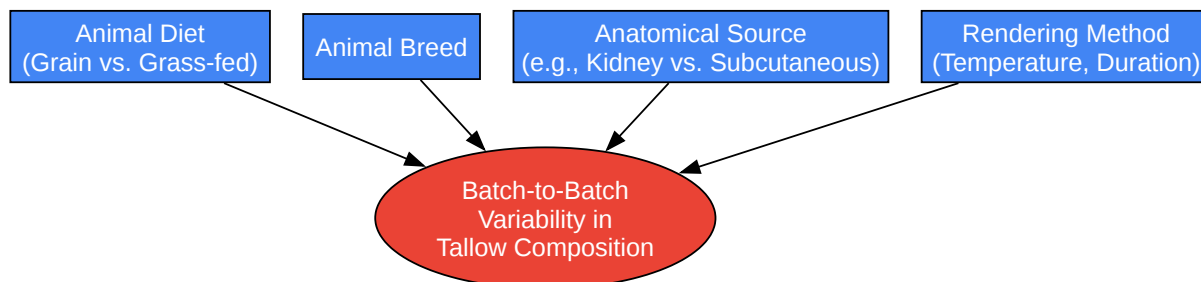 Animal Diet
(Grain vs. Grass-fed)
Animal Breed
Anatomical Source
(e.g., Kidney vs. Subcutaneous)
Rendering Method
(Temperature, Duration)
Batch-to-Batch
Variability in
Tallow Composition